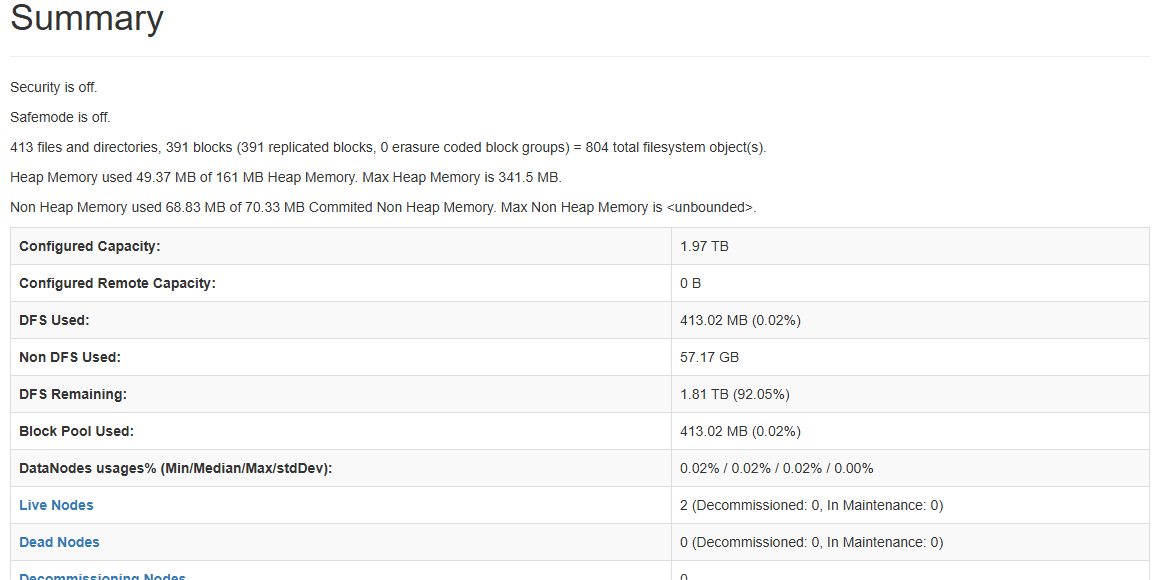 Summary
Security is off.
Safemode is off.
413 files and directories, 391 blocks (391 replicated blocks, 0 erasure coded block groups) = 804 total filesystem object(s).
Heap Memory used 49.37 MB of 161 MB Heap Memory. Max Heap Memory is 341.5 MB.
Non Heap Memory used 68.83 MB of 70.33 MB Commited Non Heap Memory. Max Non Heap Memory is <unbounded>.
Configured Capacity: 1.97 TB
Configured Remote Capacity: 0 B
DFS Used: 413.02 MB (0.02%)
Non DFS Used: 57.17 GB
DFS Remaining: 1.81 TB (92.05%)
Block Pool Used: 413.02 MB (0.02%)
DataNodes usages% (Min/Median/Max/stdDev): 0.02% / 0.02% / 0.02% / 0.00%
Live Nodes 2 (Decommissioned: 0, In Maintenance: 0)
Dead Nodes 0 (Decommissioned: 0, In Maintenance: 0)
Decommissioning Nodes 0